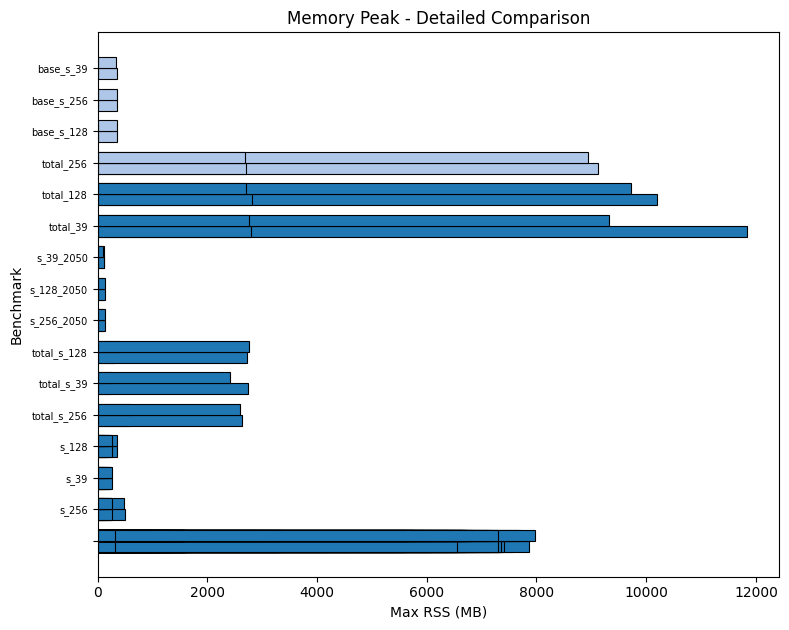 Memory Peak - Detailed Comparison
base_s_39
base_s_256
base_s_128
total_256
total_128
total_39
s_39_2050
s_128_2050
s_256_2050
total_s_128
total_s_39
total_s_256
s_128
s_39
s_256
Benchmark
0 2000 4000 6000 8000 10000 12000
Max RSS (MB)